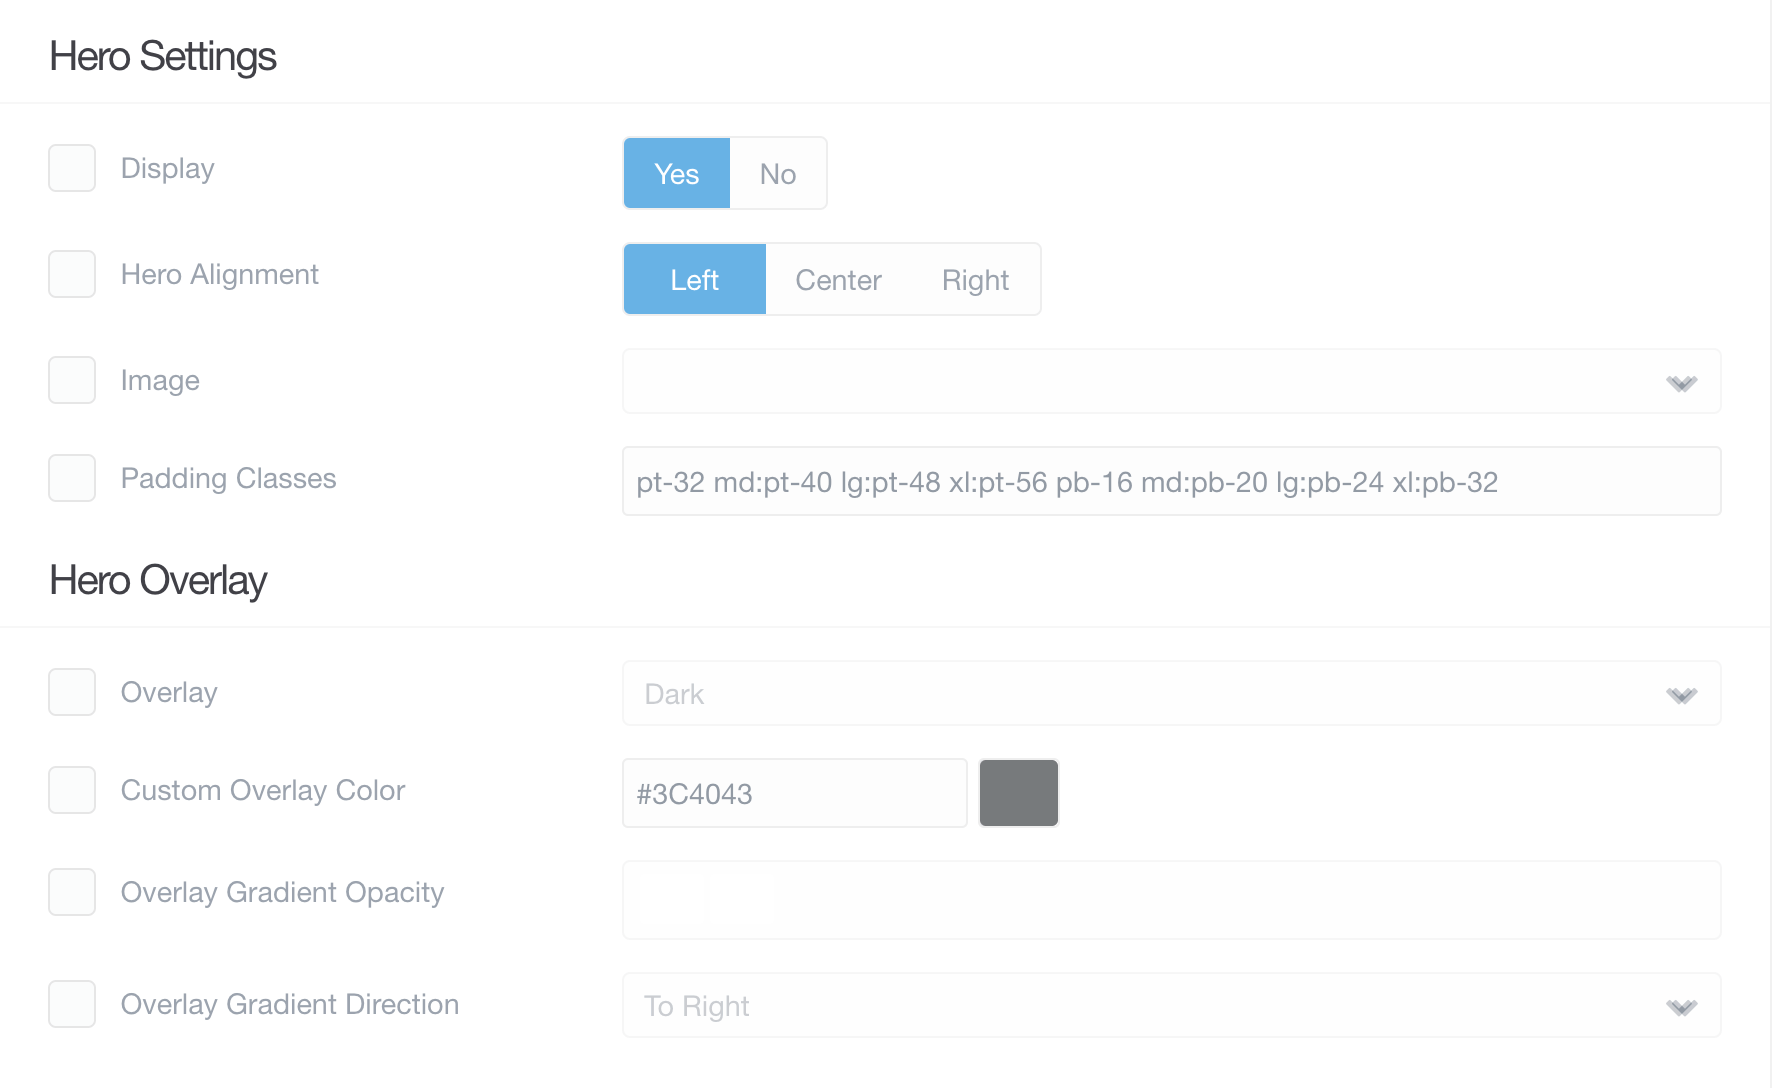 Hero Settings
Display
Yes No
Hero Alignment
Left Center Right
Image
Padding Classes
pt-32 md:pt-40 lg:pt-48 xl:pt-56 pb-16 md:pb-20 lg:pb-24 xl:pb-32
Hero Overlay
Overlay
Dark
Custom Overlay Color
#3C4043
Overlay Gradient Opacity
Overlay Gradient Direction
To Right